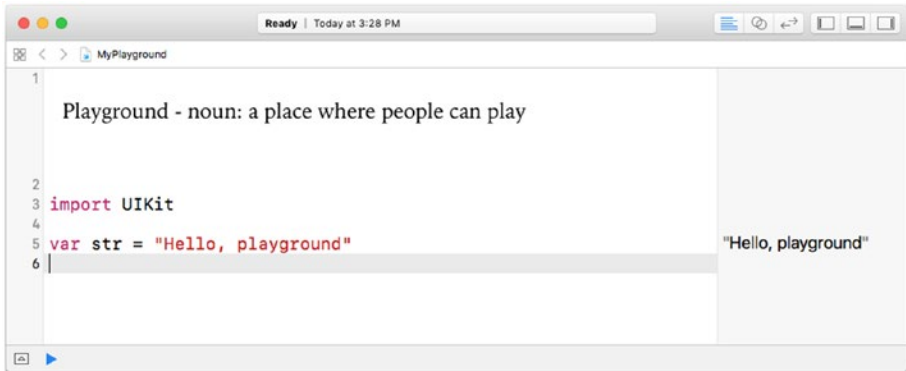 Ready | Today at 3:28 PM
MyPlayground
1
Playground - noun: a place where people can play
2
3 import UIKit
4
5 var str = "Hello, playground" "Hello, playground"
6